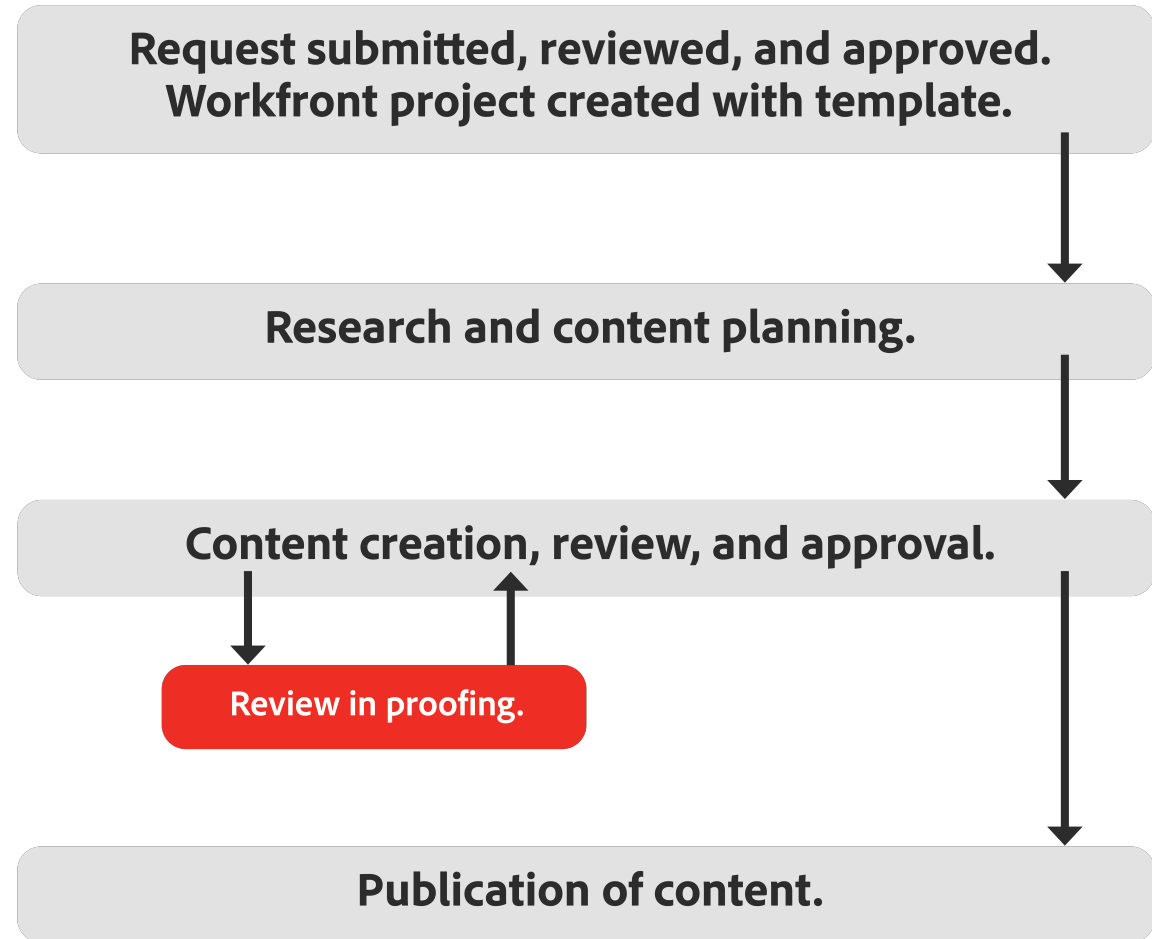 Request submitted, reviewed, and approved.
Workfront project created with template.
Research and content planning.
Content creation, review, and approval.
Review in proofing.
Publication of content.